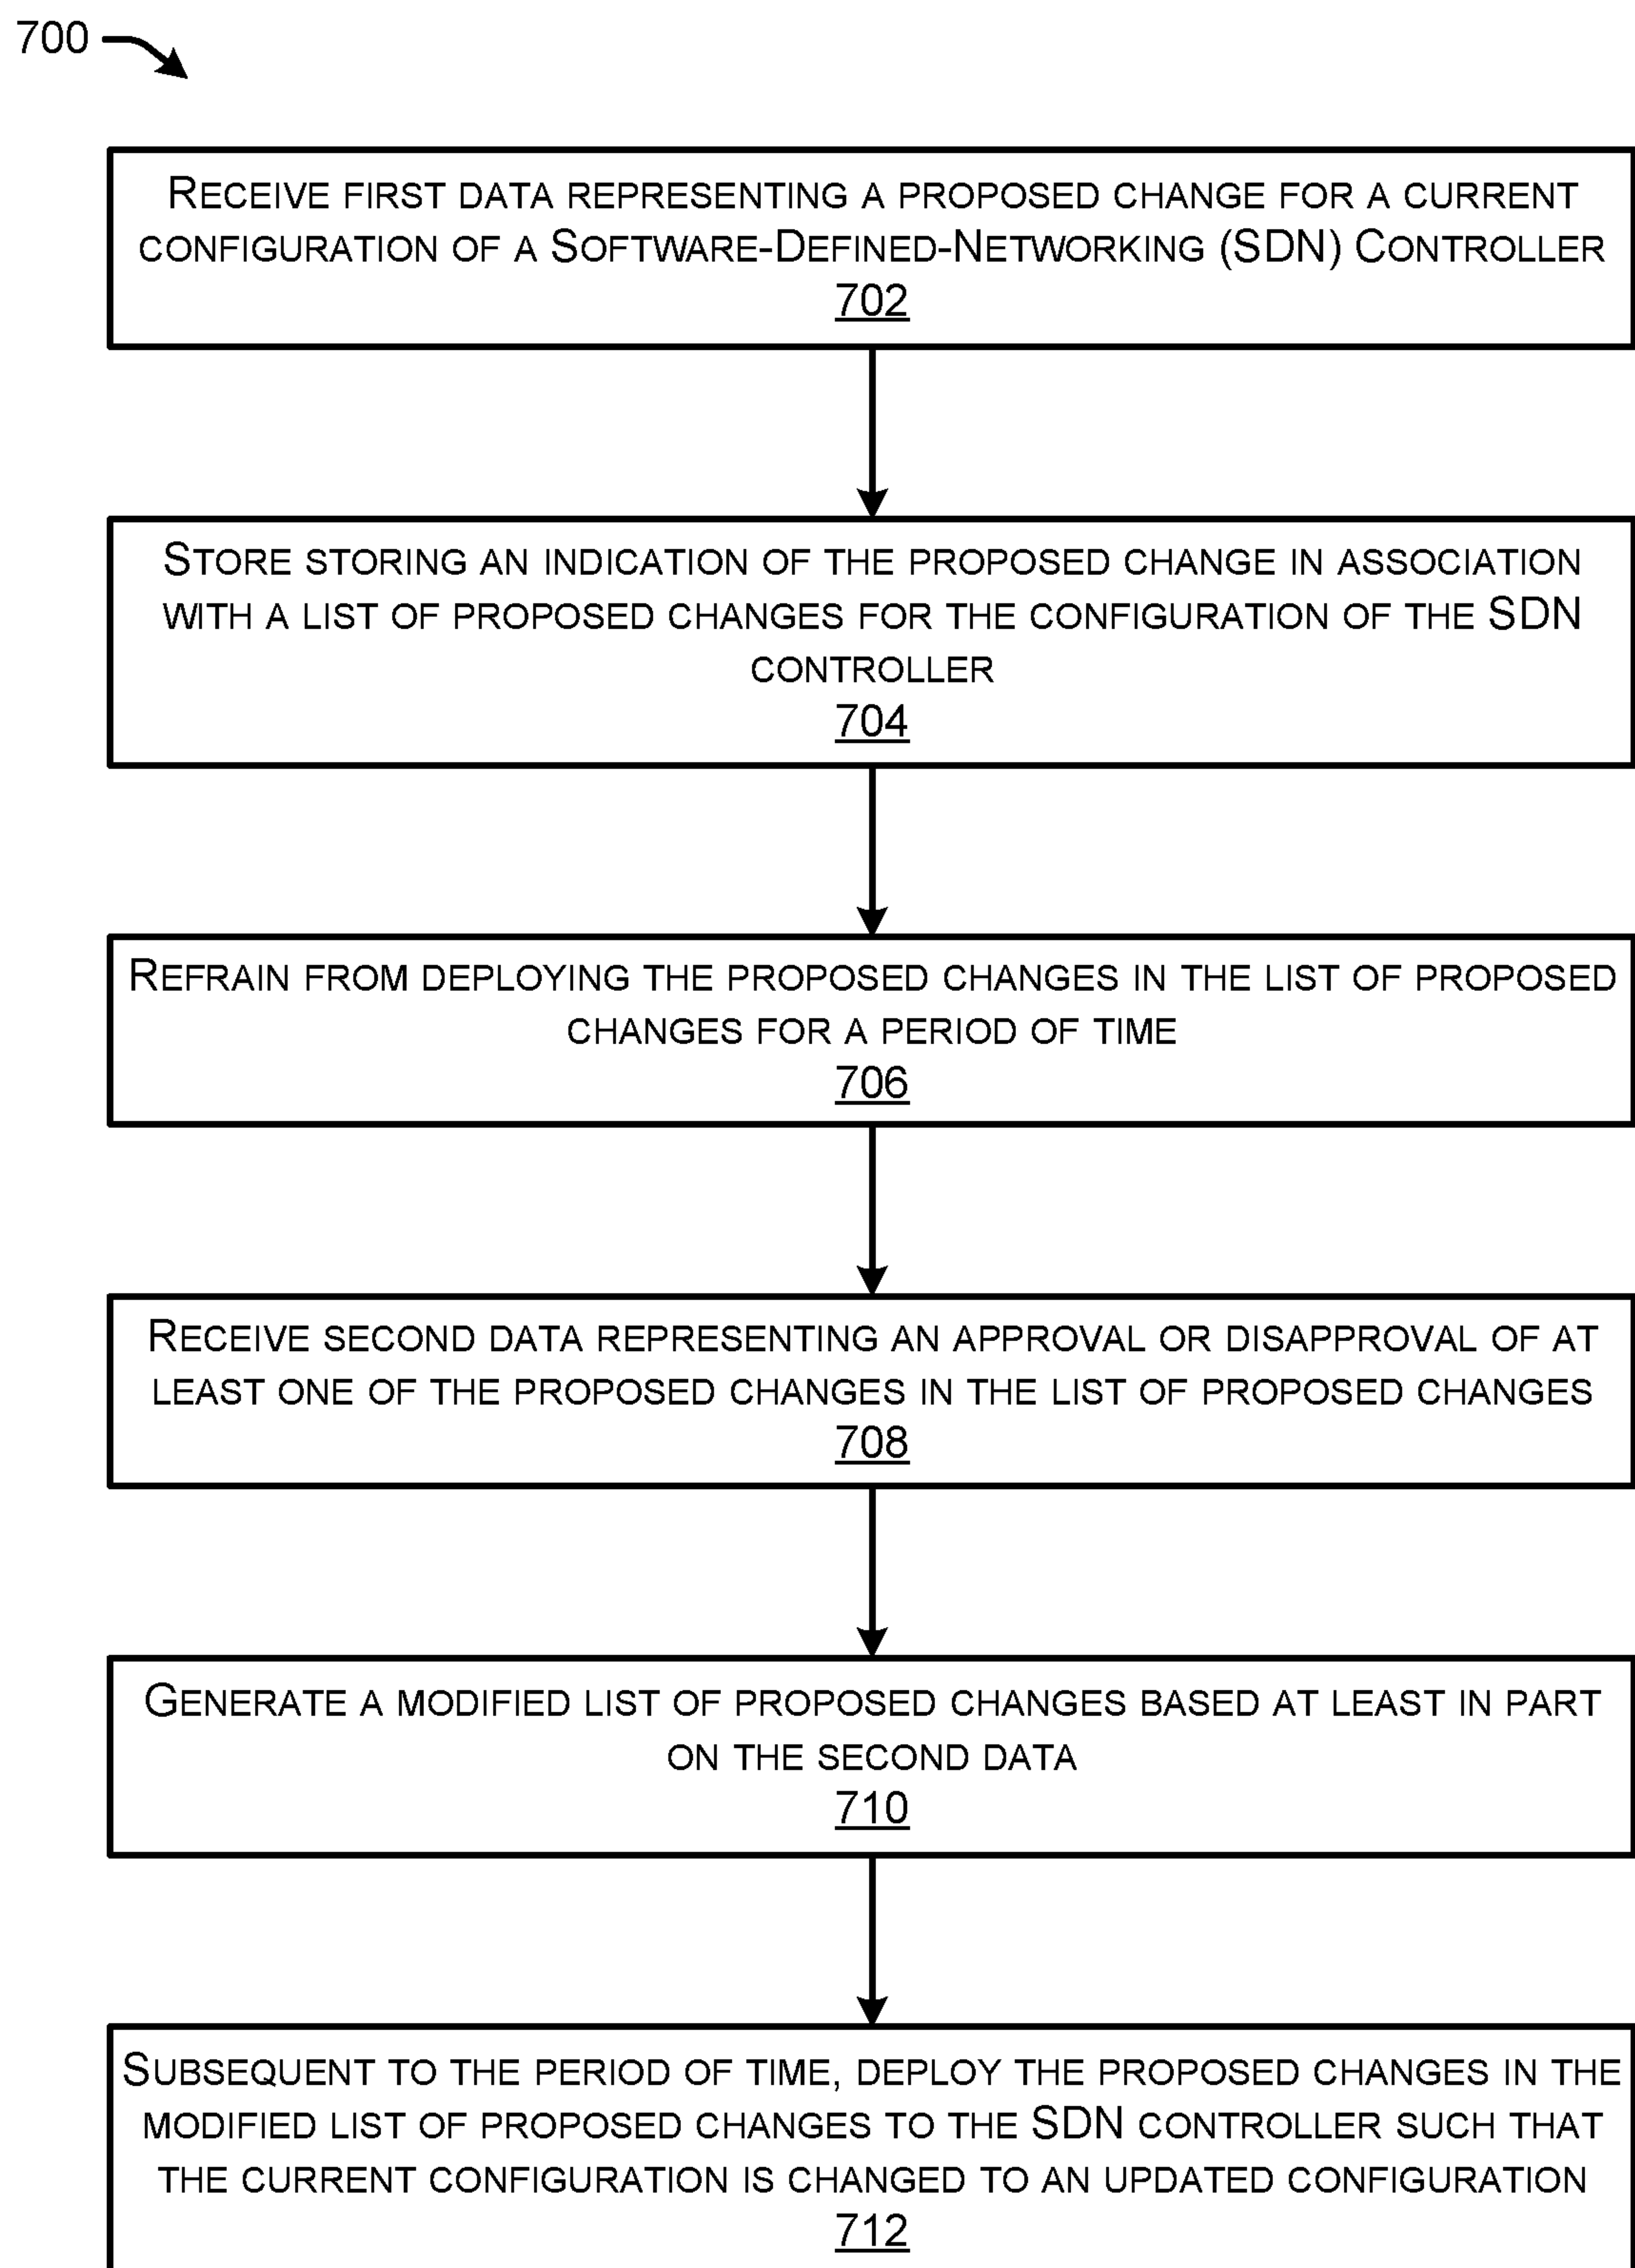 700
RECEIVE FIRST DATA REPRESENTING A PROPOSED CHANGE FOR A CURRENT
CONFIGURATION OF A SOFTWARE-DEFINED-NETWORKING (SDN) CONTROLLER
702
STORE STORING AN INDICATION OF THE PROPOSED CHANGE IN ASSOCIATION
WITH A LIST OF PROPOSED CHANGES FOR THE CONFIGURATION OF THE SDN
CONTROLLER
704
REFRAIN FROM DEPLOYING THE PROPOSED CHANGES IN THE LIST OF PROPOSED
CHANGES FOR A PERIOD OF TIME
706
RECEIVE SECOND DATA REPRESENTING AN APPROVAL OR DISAPPROVAL OF AT
LEAST ONE OF THE PROPOSED CHANGES IN THE LIST OF PROPOSED CHANGES
708
GENERATE A MODIFIED LIST OF PROPOSED CHANGES BASED AT LEAST IN PART
ON THE SECOND DATA
710
SUBSEQUENT TO THE PERIOD OF TIME, DEPLOY THE PROPOSED CHANGES IN THE
MODIFIED LIST OF PROPOSED CHANGES TO THE SDN CONTROLLER SUCH THAT
THE CURRENT CONFIGURATION IS CHANGED TO AN UPDATED CONFIGURATION
712